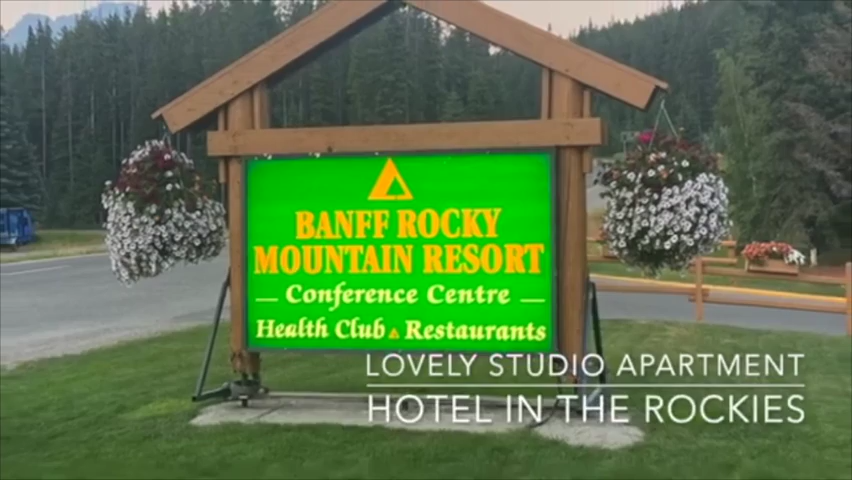 BANFF ROCKY
MOUNTAIN RESORT
— Conference Centre —
Health Club Restaurants
LOVELY STUDIO APARTMENT
HOTEL IN THE ROCKIES